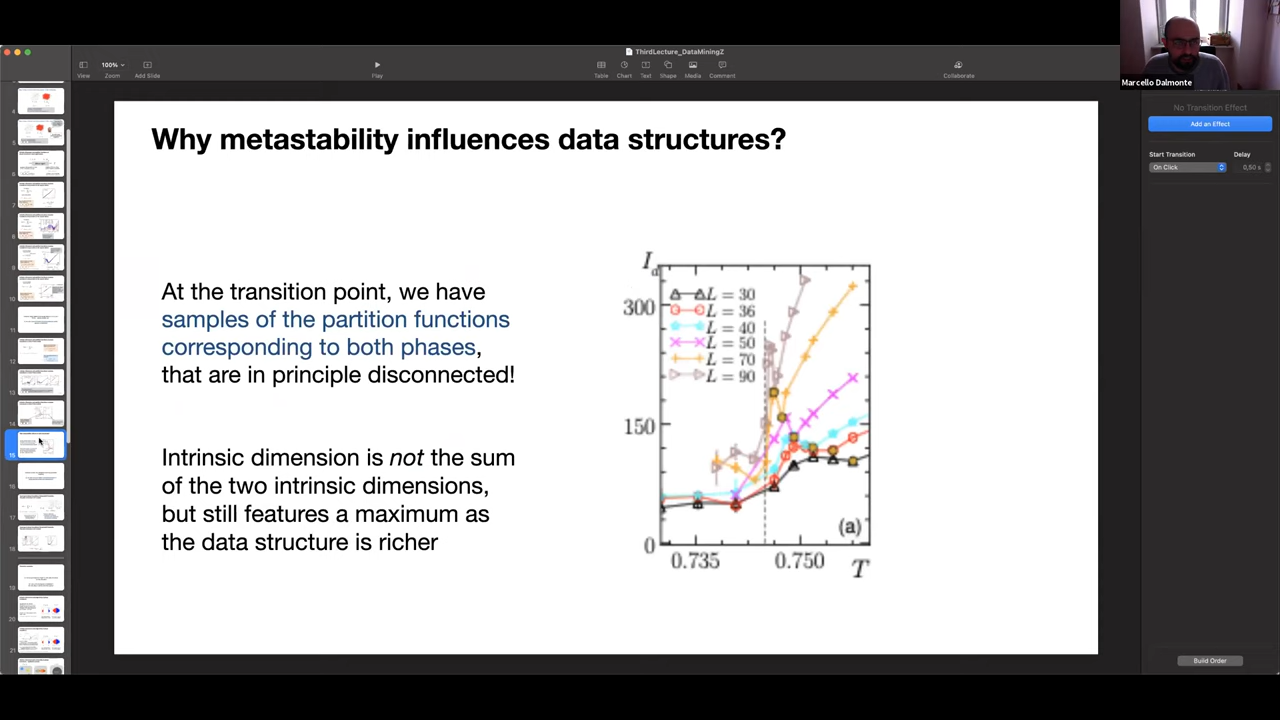 ThirdLecture_DataMiningZ
100%
View
Zoom
Add Slide
Play
Table
Chart
Text
Shape
Media
Comment
Collaborate
Marcello Dalmonte
No Transition Effect
Add an Effect
Start Transition
Delay
On Click
0,50 s
Build Order
Why metastability influences data structures?
At the transition point, we have
samples of the partition functions
corresponding to both phases,
that are in principle disconnected!
Intrinsic dimension is not the sum
of the two intrinsic dimensions,
but still features a maximum as
the data structure is richer
I_d
300
150
0
L = 30
L = 36
L = 40
L = 50
L = 70
L = 90
(a)
0.735
0.750
T